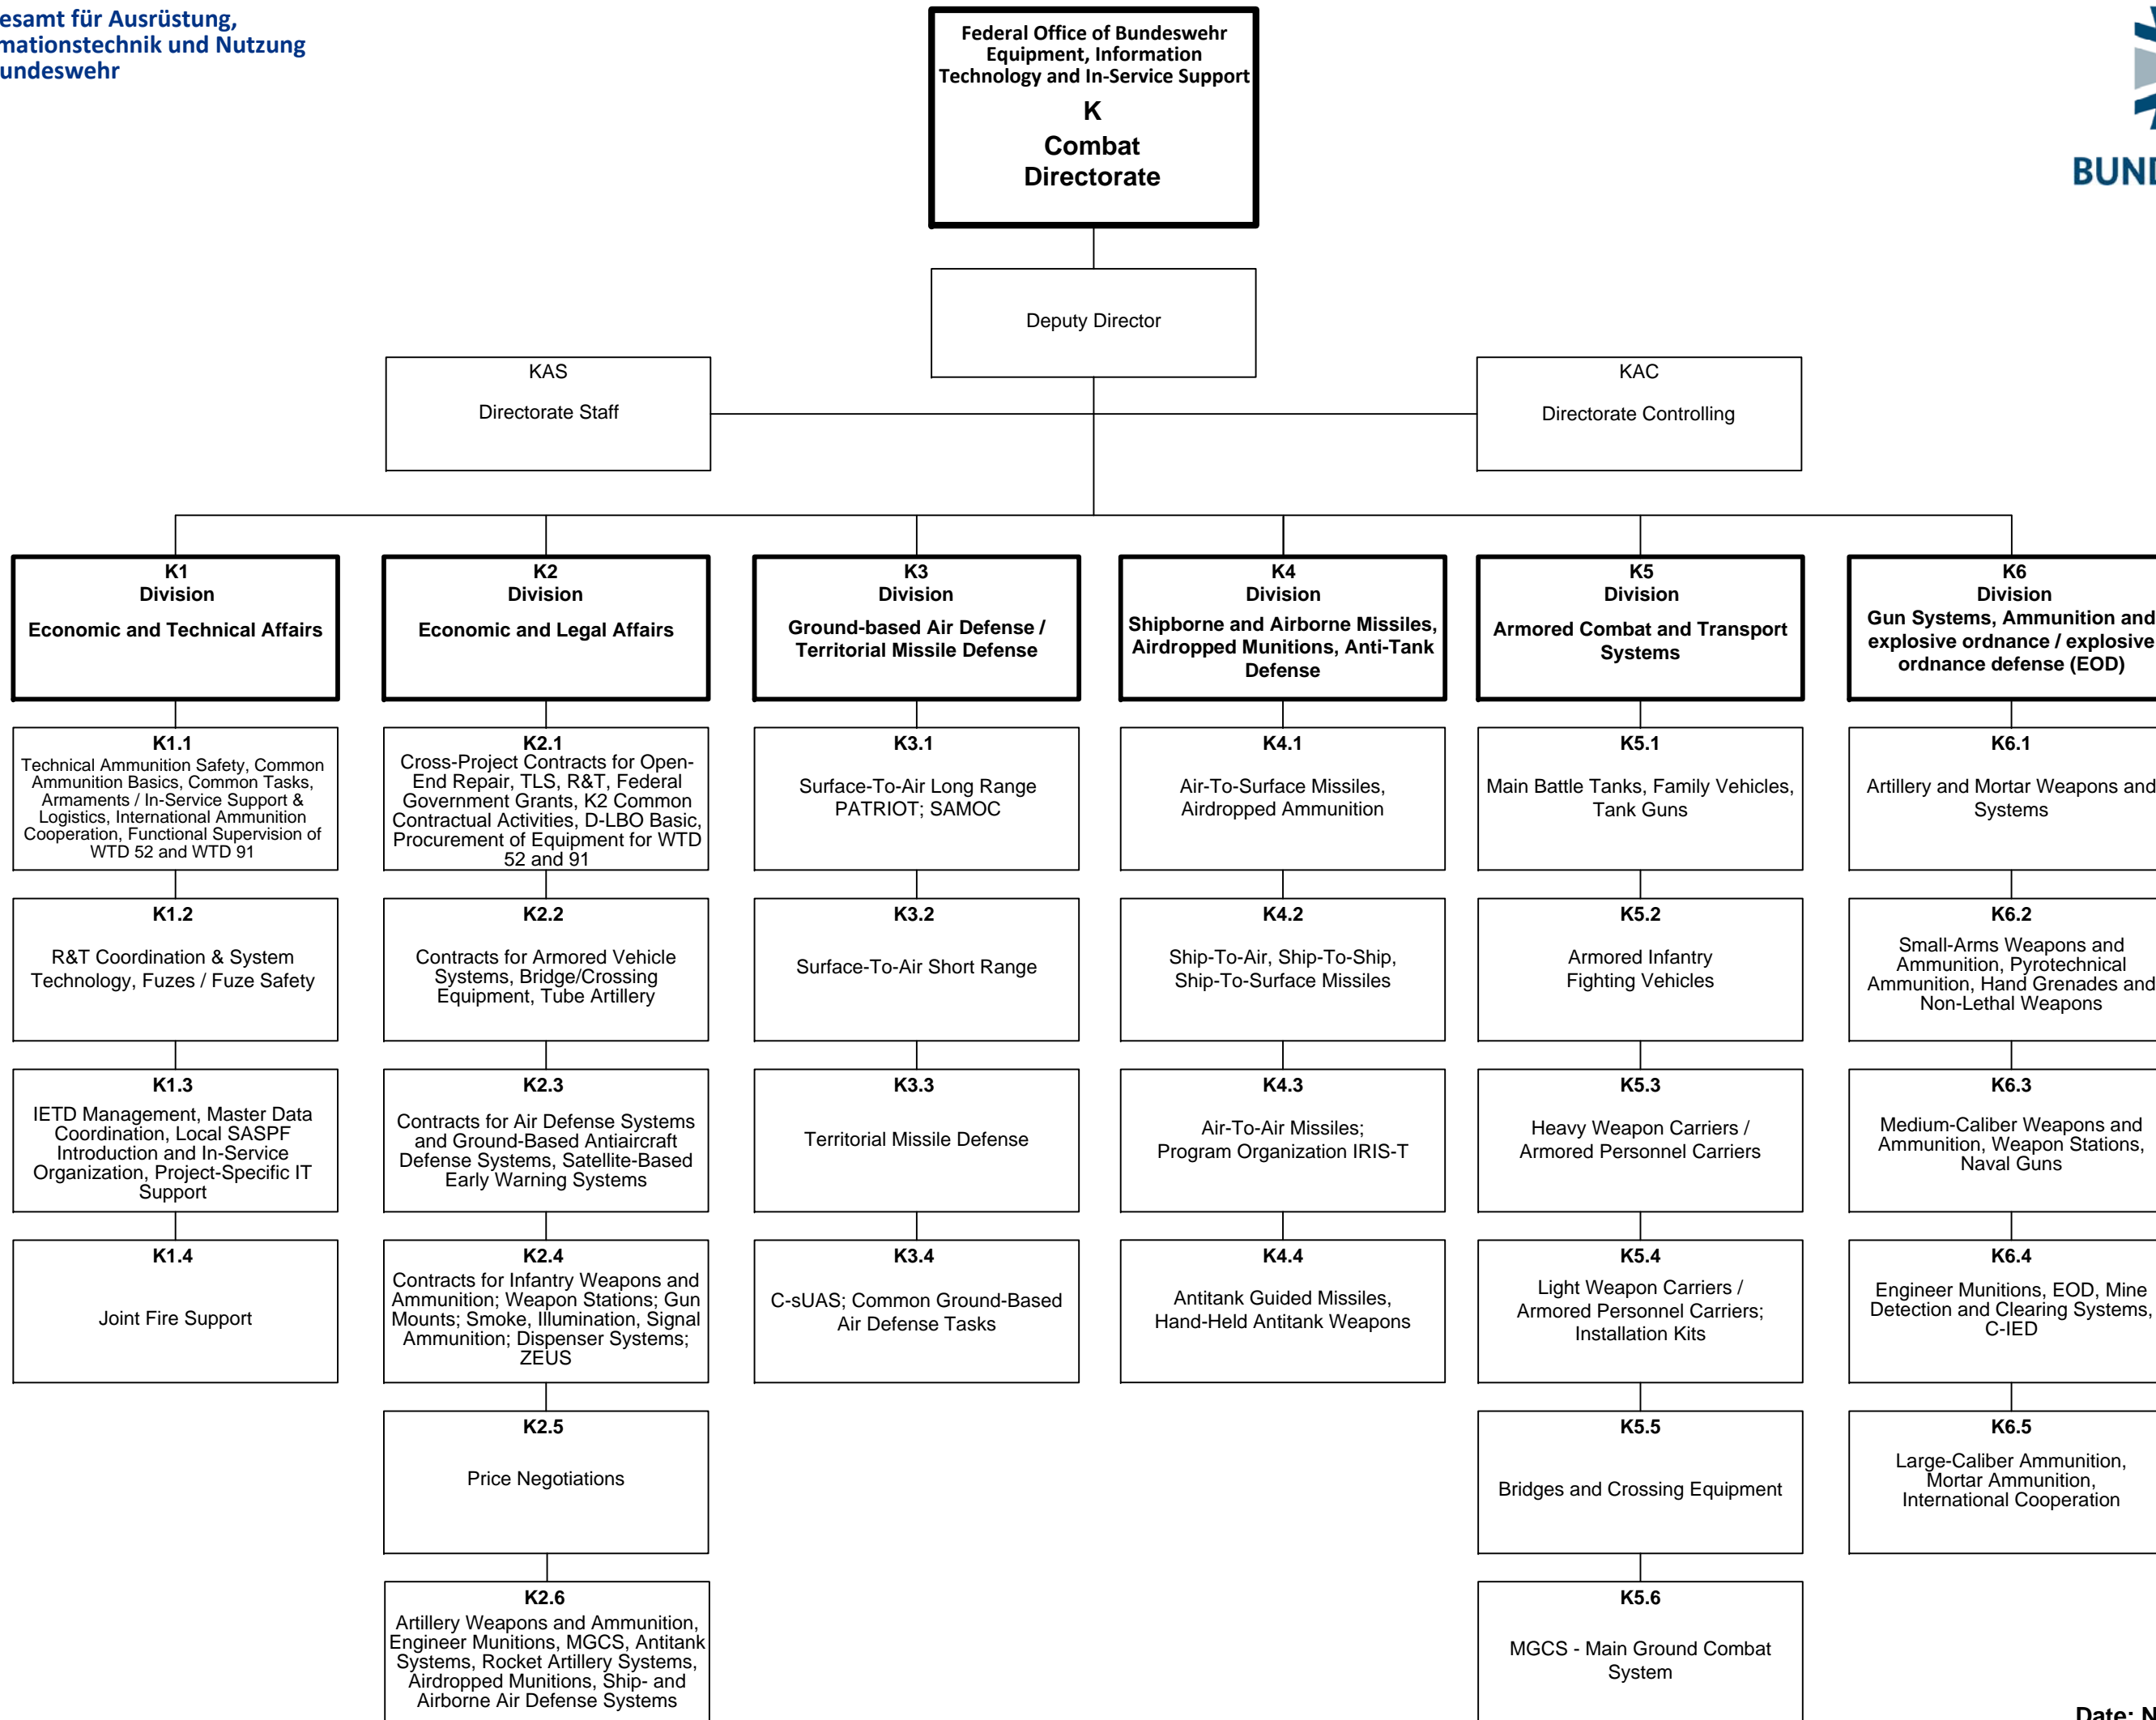 esamt für Ausrüstung,
mationstechnik und Nutzung
undeswehr
Federal Office of Bundeswehr
Equipment, Information
Technology and In-Service Support
K
Combat
Directorate
BUND
Deputy Director
KAS
Directorate Staff
KAC
Directorate Controlling
K1
Division
Economic and Technical Affairs
K1.1
Technical Ammunition Safety, Common
Ammunition Basics, Common Tasks,
Armaments / In-Service Support &
Logistics, International Ammunition
Cooperation, Functional Supervision of
WTD 52 and WTD 91
K1.2
R&T Coordination & System
Technology, Fuzes / Fuze Safety
K1.3
IETD Management, Master Data
Coordination, Local SASPF
Introduction and In-Service
Organization, Project-Specific IT
Support
K1.4
Joint Fire Support
K2
Division
Economic and Legal Affairs
K2.1
Cross-Project Contracts for Open-
End Repair, TLS, R&T, Federal
Government Grants, K2 Common
Contractual Activities, D-LBO Basic,
Procurement of Equipment for WTD
52 and 91
K2.2
Contracts for Armored Vehicle
Systems, Bridge/Crossing
Equipment, Tube Artillery
K2.3
Contracts for Air Defense Systems
and Ground-Based Antiaircraft
Defense Systems, Satellite-Based
Early Warning Systems
K2.4
Contracts for Infantry Weapons and
Ammunition; Weapon Stations; Gun
Mounts; Smoke, Illumination, Signal
Ammunition; Dispenser Systems;
ZEUS
K2.5
Price Negotiations
K2.6
Artillery Weapons and Ammunition,
Engineer Munitions, MGCS, Antitank
Systems, Rocket Artillery Systems,
Airdropped Munitions, Ship- and
Airborne Air Defense Systems
K3
Division
Ground-based Air Defense /
Territorial Missile Defense
K3.1
Surface-To-Air Long Range
PATRIOT; SAMOC
K3.2
Surface-To-Air Short Range
K3.3
Territorial Missile Defense
K3.4
C-sUAS; Common Ground-Based
Air Defense Tasks
K4
Division
Shipborne and Airborne Missiles,
Airdropped Munitions, Anti-Tank
Defense
K4.1
Air-To-Surface Missiles,
Airdropped Ammunition
K4.2
Ship-To-Air, Ship-To-Ship,
Ship-To-Surface Missiles
K4.3
Air-To-Air Missiles;
Program Organization IRIS-T
K4.4
Antitank Guided Missiles,
Hand-Held Antitank Weapons
K5
Division
Armored Combat and Transport
Systems
K5.1
Main Battle Tanks, Family Vehicles,
Tank Guns
K5.2
Armored Infantry
Fighting Vehicles
K5.3
Heavy Weapon Carriers /
Armored Personnel Carriers
K5.4
Light Weapon Carriers /
Armored Personnel Carriers;
Installation Kits
K5.5
Bridges and Crossing Equipment
K5.6
MGCS - Main Ground Combat
System
K6
Division
Gun Systems, Ammunition and
explosive ordnance / explosive
ordnance defense (EOD)
K6.1
Artillery and Mortar Weapons and
Systems
K6.2
Small-Arms Weapons and
Ammunition, Pyrotechnical
Ammunition, Hand Grenades and
Non-Lethal Weapons
K6.3
Medium-Caliber Weapons and
Ammunition, Weapon Stations,
Naval Guns
K6.4
Engineer Munitions, EOD, Mine
Detection and Clearing Systems,
C-IED
K6.5
Large-Caliber Ammunition,
Mortar Ammunition,
International Cooperation
Date: N